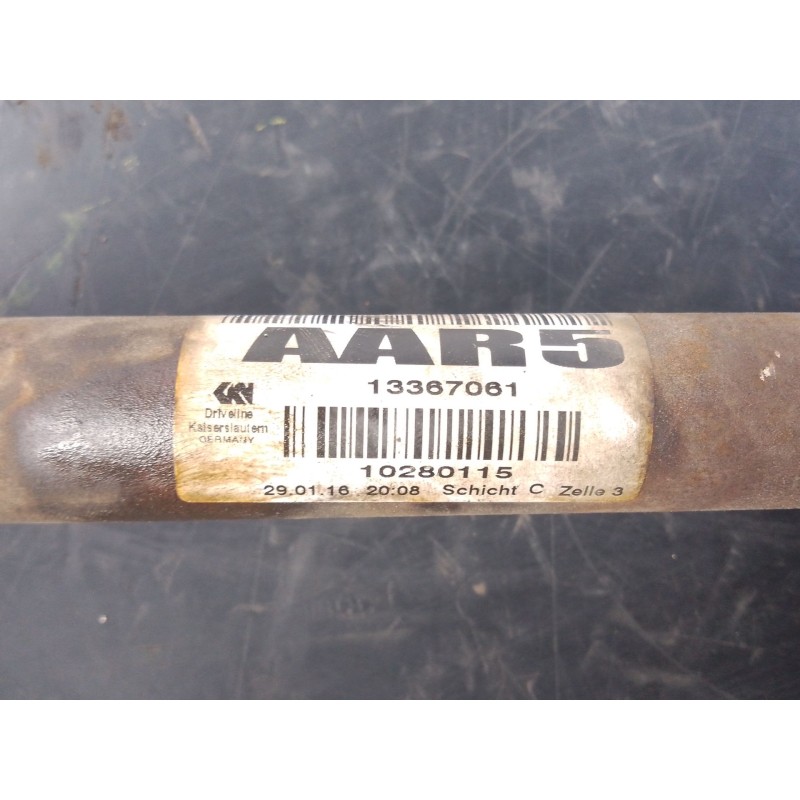 AAR5
13367061
GKN
Driveline
Kaiserslautern
GERMANY
10280115
29.01.16 20:08 Schicht C Zelle 3